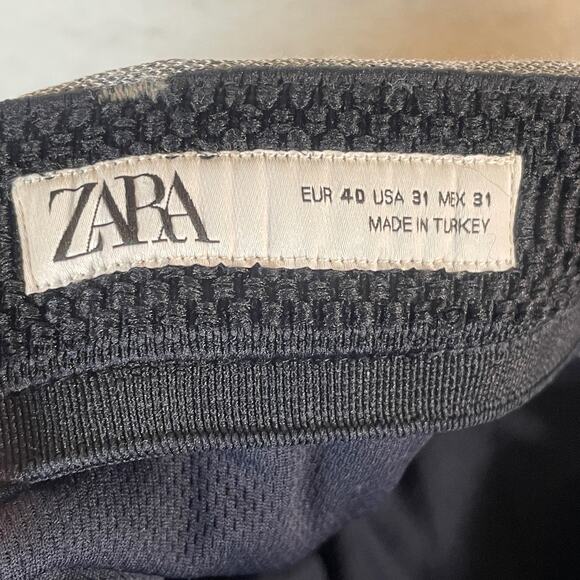 ZARA
EUR 40 USA 31 MEX 31
MADE IN TURKEY